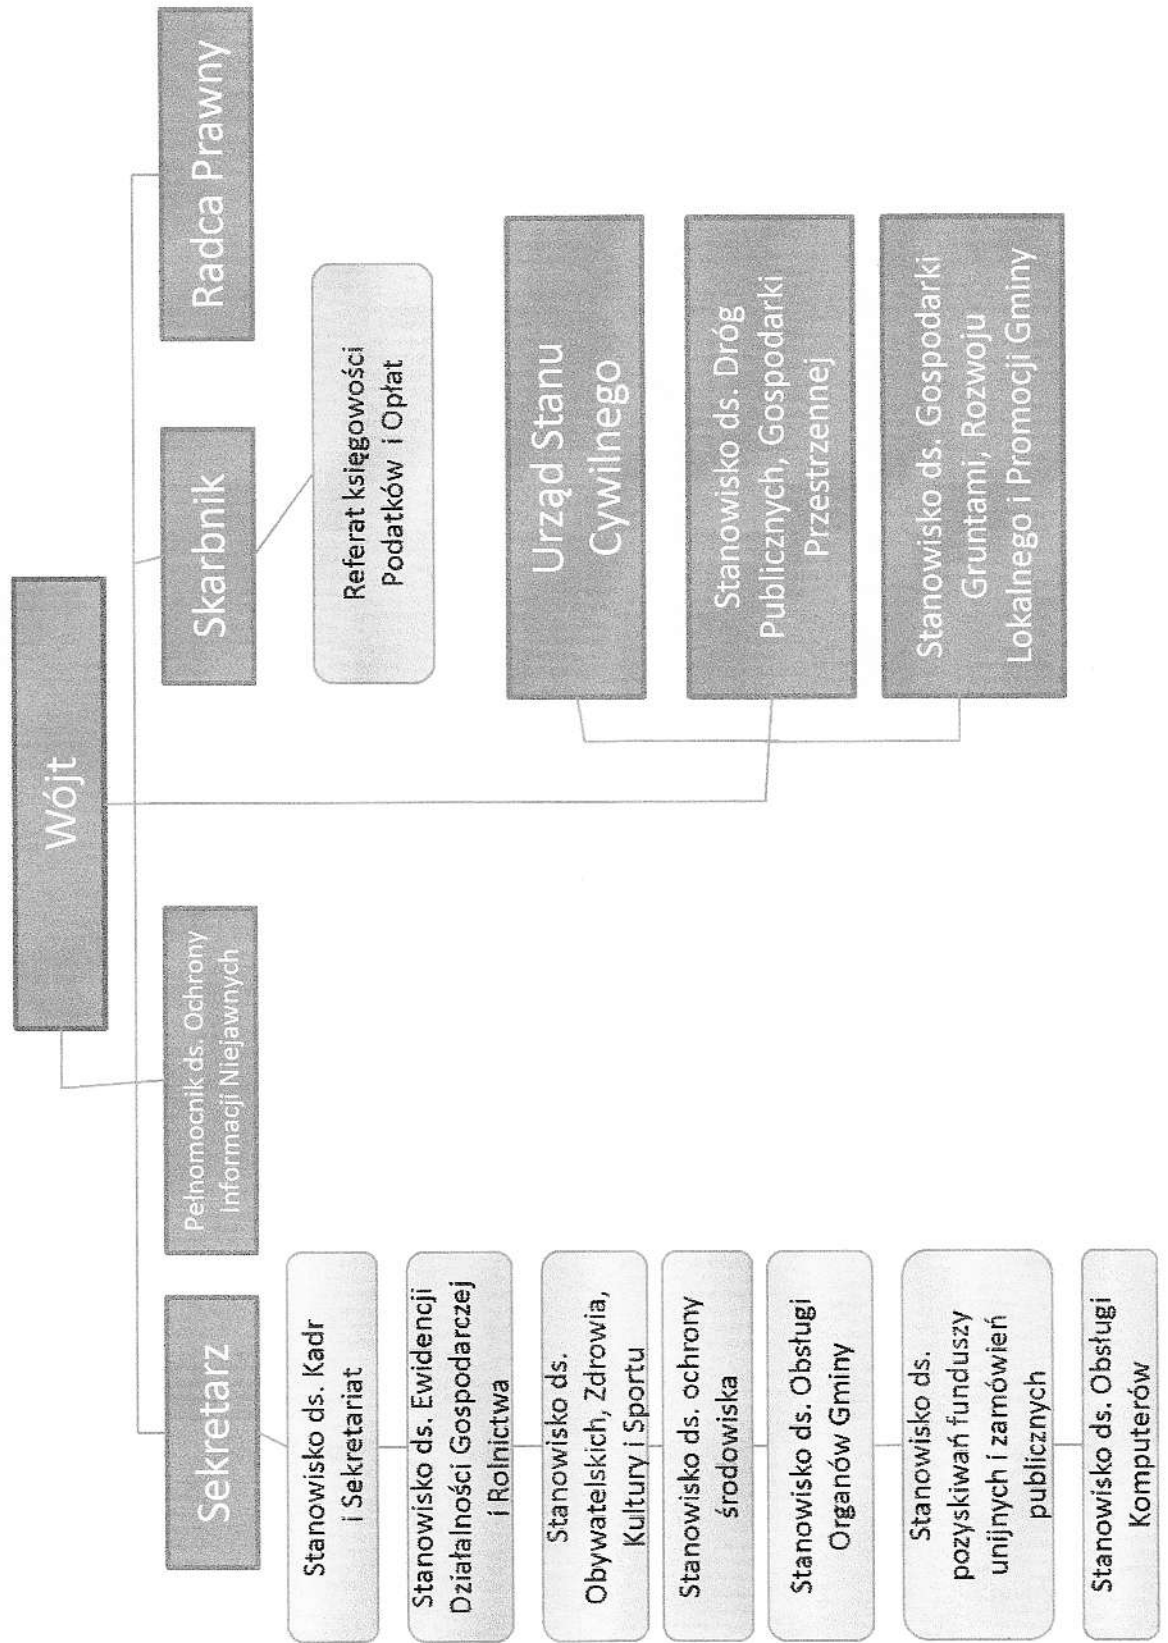 Wójt
Sekretarz
Pełnomocnik ds. Ochrony
Informacji Niejawnych
Skarbnik
Radca Prawny
Stanowisko ds. Kadr
i Sekretariat
Stanowisko ds. Ewidencji
Działalności Gospodarczej
i Rolnictwa
Stanowisko ds.
Obywatelskich, Zdrowia,
Kultury i Sportu
Stanowisko ds. ochrony
środowiska
Stanowisko ds. Obsługi
Organów Gminy
Stanowisko ds.
pozyskiwań funduszy
unijnych i zamówień
publicznych
Stanowisko ds. Obsługi
Komputerów
Referat księgowości
Podatków i Opłat
Urząd Stanu
Cywilnego
Stanowisko ds. Dróg
Publicznych, Gospodarki
Przestrzennej
Stanowisko ds. Gospodarki
Gruntami, Rozwoju
Lokalnego i Promocji Gminy